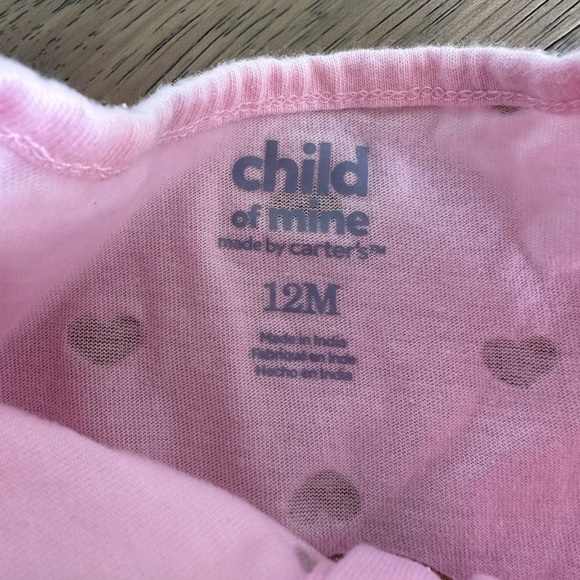 child
of mine
made by carter's™
12M
Made in India
Fabriqué en Inde
Hecho en India